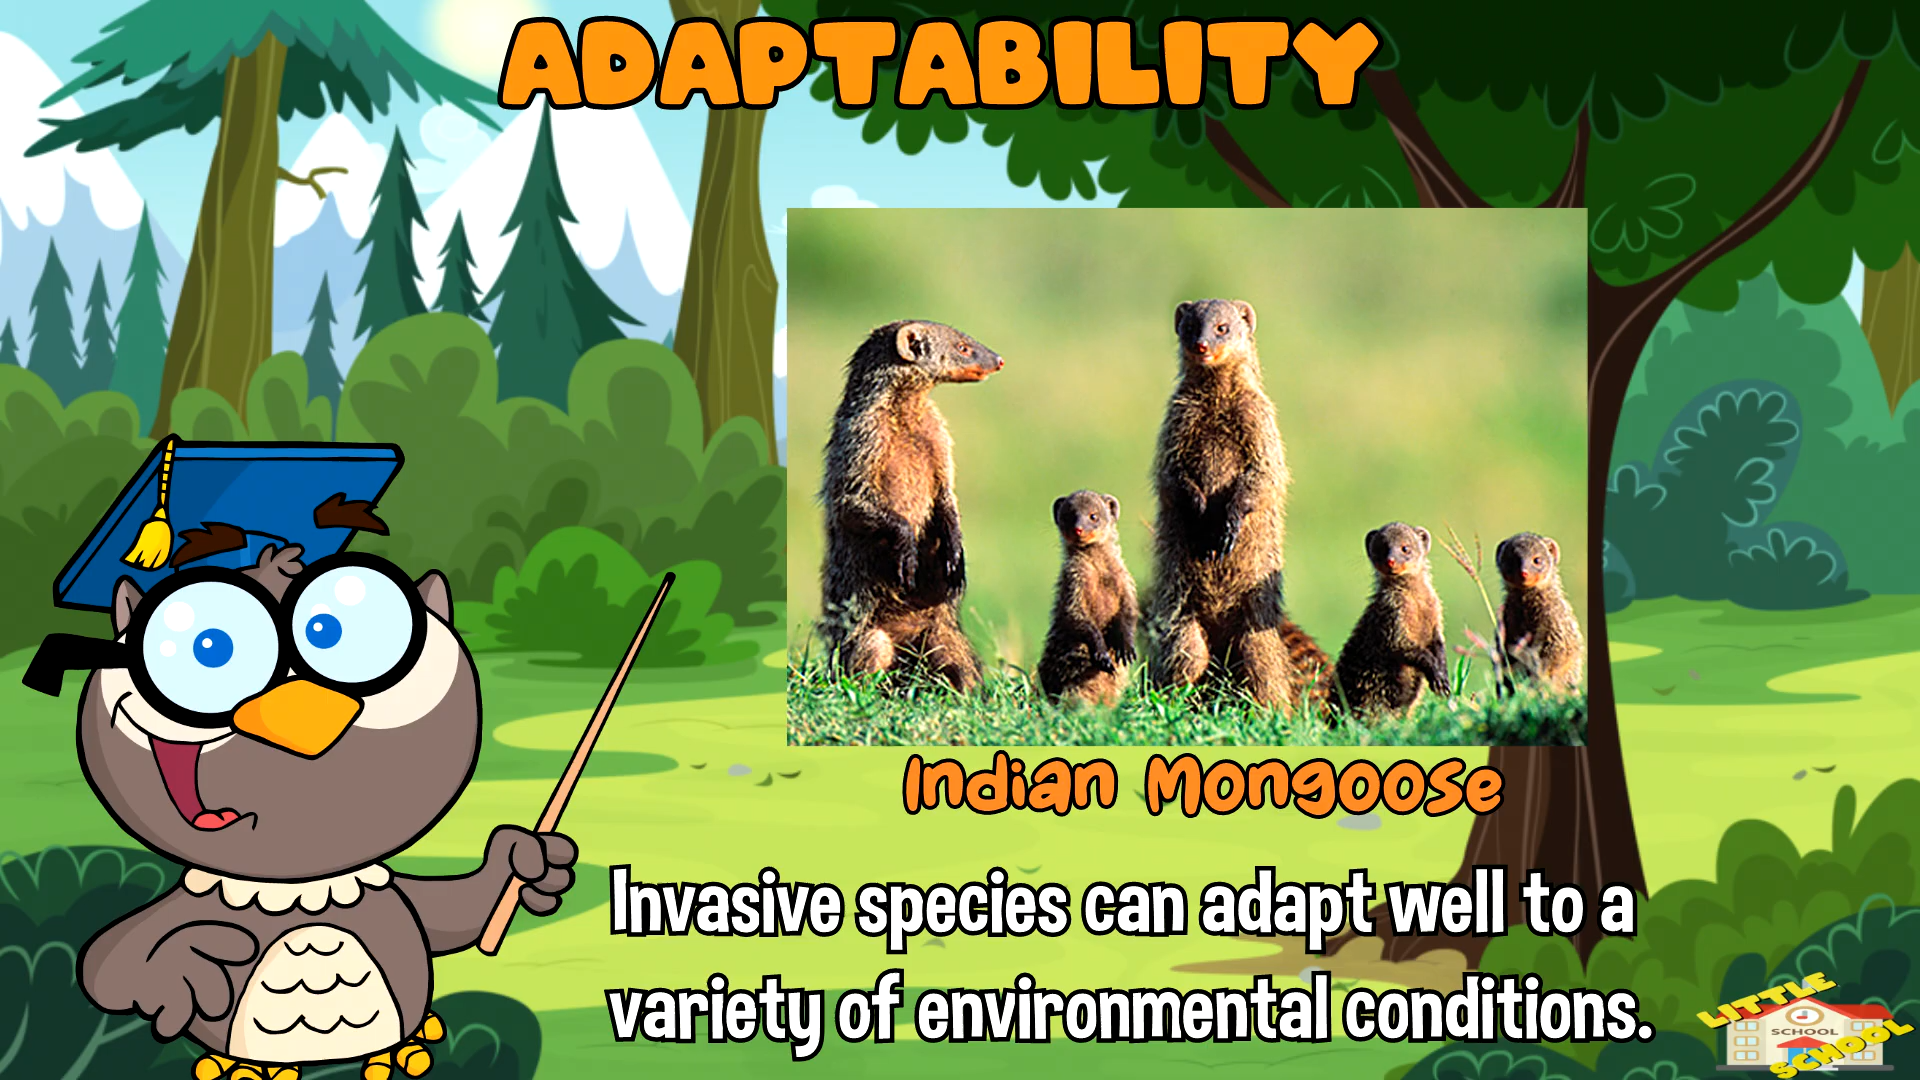 ADAPTABILITY
Indian Mongoose
Invasive species can adapt well to a
variety of environmental conditions.
LITTLE
SCHOOL
SCHOOL